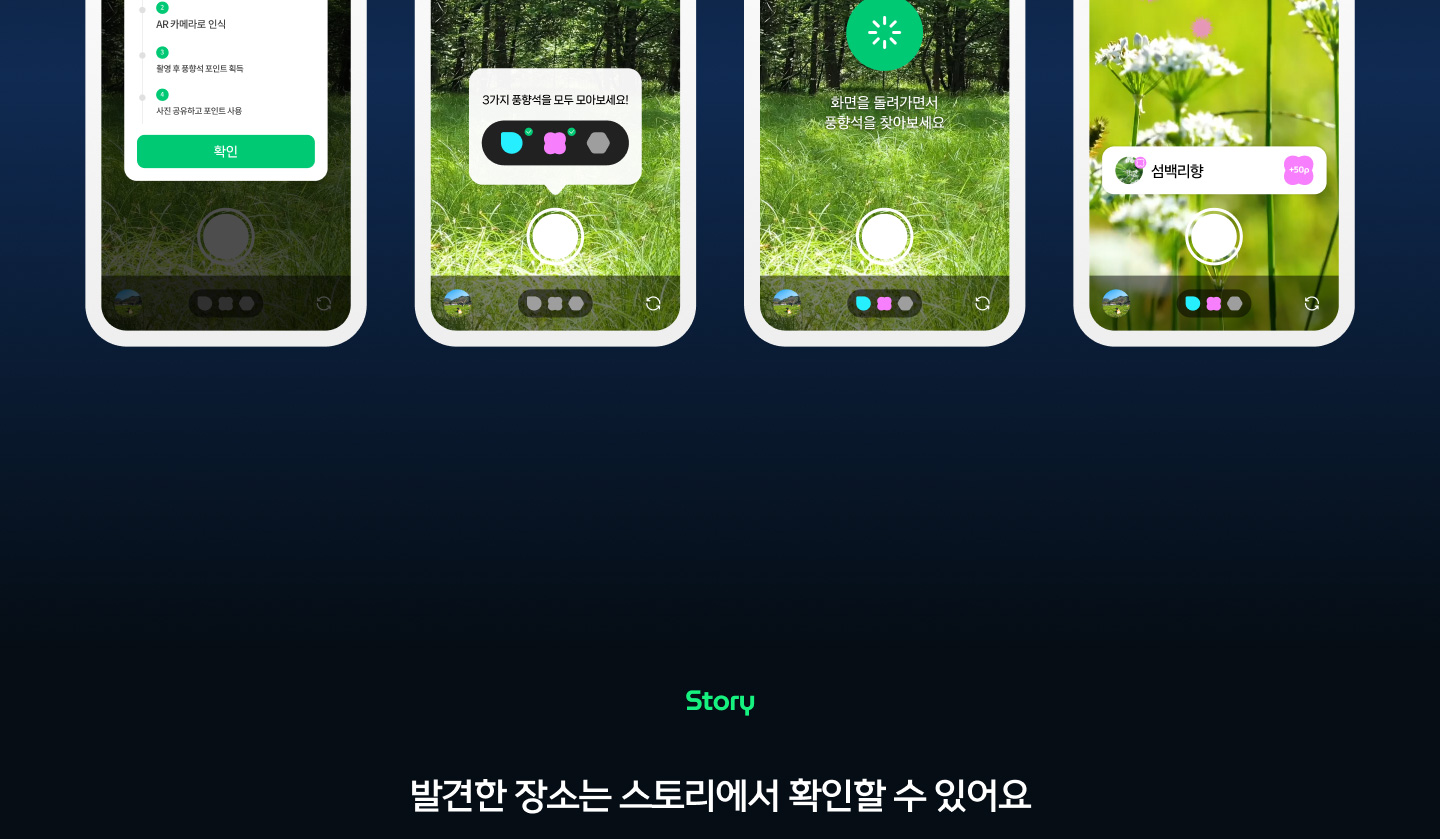 2
AR 카메라로 인식
3
촬영 후 풍향석 포인트 획득
4
사진 공유하고 포인트 사용
확인
3가지 풍향석을 모두 모아보세요!
화면을 돌려가면서
풍향석을 찾아보세요
섬백리향
+50p
Story
발견한 장소는 스토리에서 확인할 수 있어요